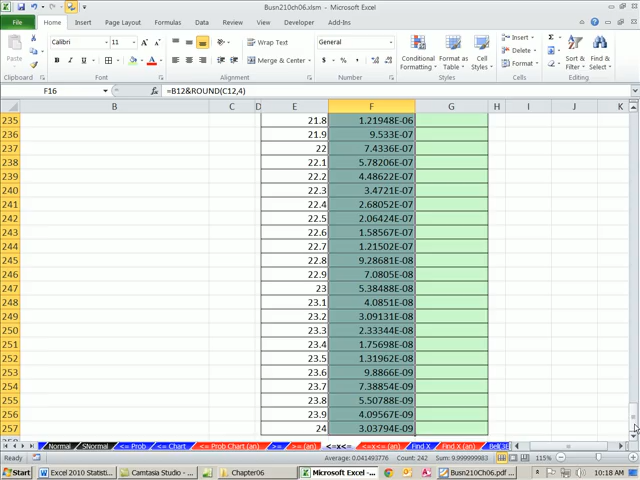 Busn210ch06.xlsm - Microsoft Excel
File Home Insert Page Layout Formulas Data Review View Developer Add-Ins
Calibri 11 Wrap Text General Insert Σ
Paste B I U Merge & Center $ % , Conditional Formatting Format as Table Cell Styles Delete Format Sort & Filter Find & Select
Clipboard Font Alignment Number Styles Cells Editing
F16 =B12&ROUND(C12,4)
B C D E F G H I J K
235 21.8 1.21948E-06
236 21.9 9.533E-07
237 22 7.4336E-07
238 22.1 5.78206E-07
239 22.2 4.48622E-07
240 22.3 3.4721E-07
241 22.4 2.68052E-07
242 22.5 2.06424E-07
243 22.6 1.58567E-07
244 22.7 1.21502E-07
245 22.8 9.28681E-08
246 22.9 7.0805E-08
247 23 5.38488E-08
248 23.1 4.0851E-08
249 23.2 3.09131E-08
250 23.3 2.33344E-08
251 23.4 1.75698E-08
252 23.5 1.31962E-08
253 23.6 9.8866E-09
254 23.7 7.38854E-09
255 23.8 5.50788E-09
256 23.9 4.09567E-09
257 24 3.03794E-09
Normal SNormal <= Prob <= Prob Chart (an) >= >= (an) <=x<= <=x<= (an) Find X Find X (an)
Ready Average: 0.041493776 Count: 242 Sum: 9.999999983 115%
Start Excel 2010 Statisti... Camtasia Studio - ... Chapter06 Microsoft Excel ... Busn210Ch06.pdf ... 10:18 AM